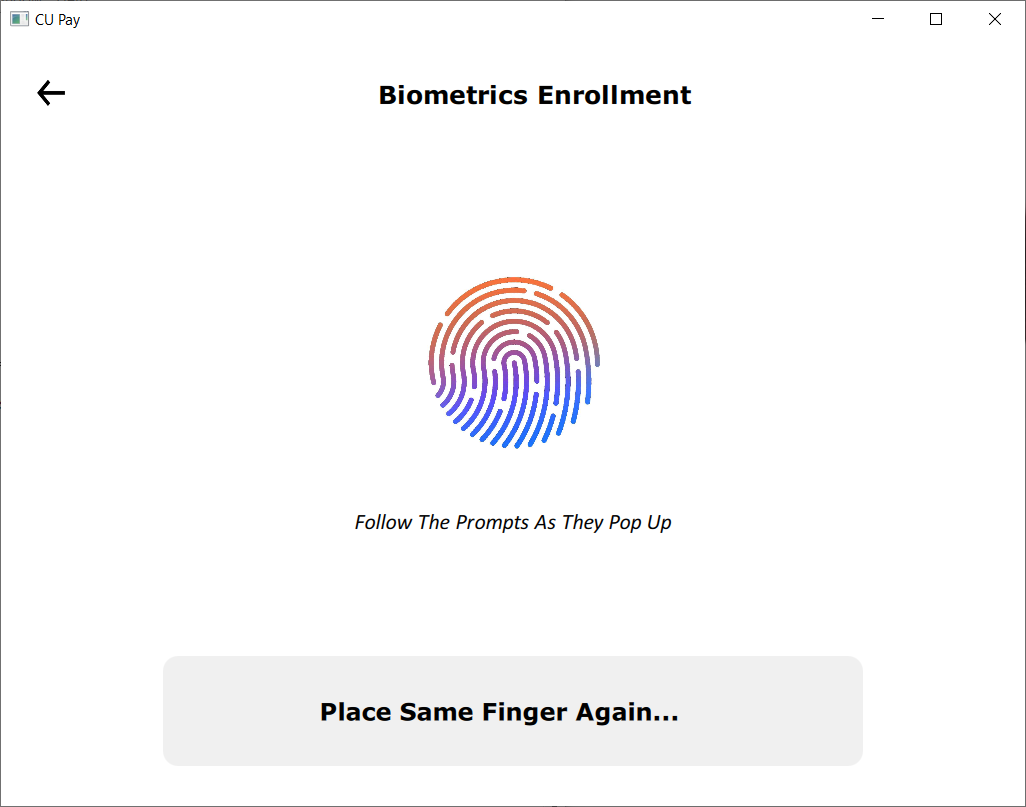 CU Pay
Biometrics Enrollment
Follow The Prompts As They Pop Up
Place Same Finger Again...